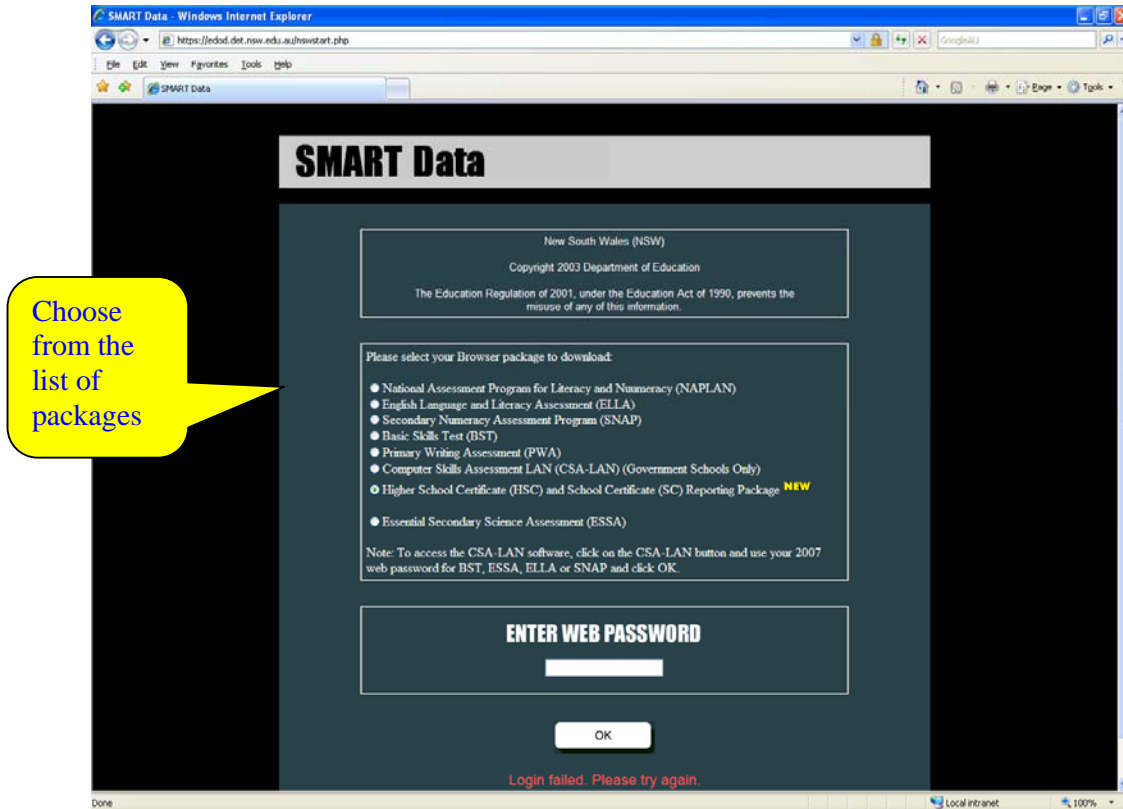 SMART Data - Windows Internet Explorer
https://edod.det.nsw.edu.au/nswstart.php
GoogleAU
File Edit View Favorites Tools Help
SMART Data
Page
Tools
SMART Data
New South Wales (NSW)
Copyright 2003 Department of Education
The Education Regulation of 2001, under the Education Act of 1990, prevents the
misuse of any of this information.
Choose
from the
list of
packages
Please select your Browser package to download:
National Assessment Program for Literacy and Nuumeracy (NAPLAN)
English Language and Literacy Assessment (ELLA)
Secondary Numeracy Assessment Program (SNAP)
Basic Skills Test (BST)
Primary Writing Assessment (PWA)
Computer Skills Assessment LAN (CSA-LAN) (Government Schools Only)
Higher School Certificate (HSC) and School Certificate (SC) Reporting Package NEW
Essential Secondary Science Assessment (ESSA)
Note: To access the CSA-LAN software, click on the CSA-LAN button and use your 2007
web password for BST, ESSA, ELLA or SNAP and click OK.
ENTER WEB PASSWORD
OK
Login failed. Please try again.
Done
Local intranet
100%